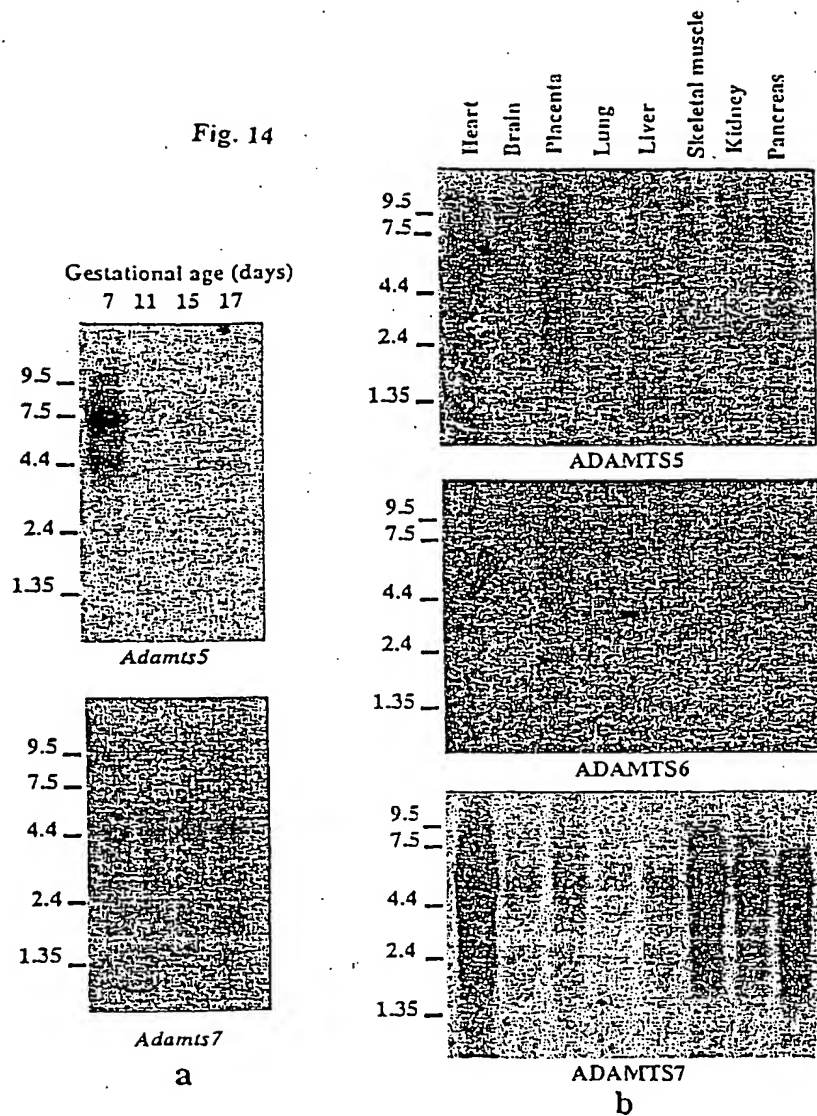 Fig. 14
Gestational age (days)
7 11 15 17
9.5
7.5
4.4
2.4
1.35
Adamts5
9.5
7.5
4.4
2.4
1.35
Adamts7
a
Heart
Brain
Placenta
Lung
Liver
Skeletal muscle
Kidney
Pancreas
9.5
7.5
4.4
2.4
1.35
ADAMTS5
9.5
7.5
4.4
2.4
1.35
ADAMTS6
9.5
7.5
4.4
2.4
1.35
ADAMTS7
b